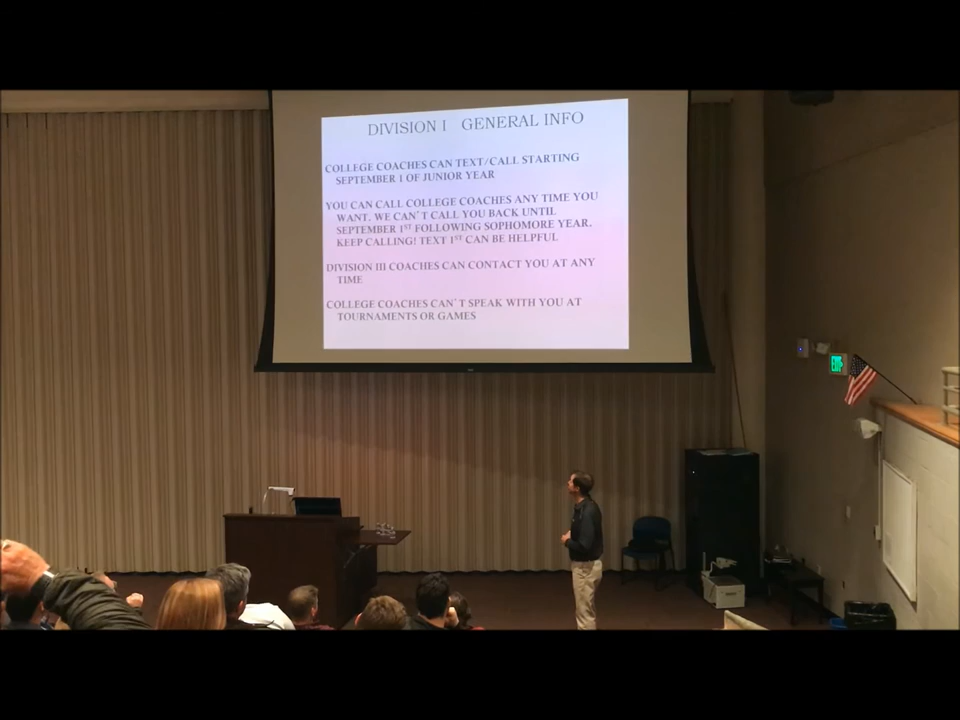 DIVISION I GENERAL INFO
COLLEGE COACHES CAN TEXT/CALL STARTING
SEPTEMBER 1 OF JUNIOR YEAR
YOU CAN CALL COLLEGE COACHES ANY TIME YOU
WANT. WE CAN'T CALL YOU BACK UNTIL
SEPTEMBER 1ST FOLLOWING SOPHOMORE YEAR.
KEEP CALLING! TEXT 1ST CAN BE HELPFUL
DIVISION III COACHES CAN CONTACT YOU AT ANY
TIME
COLLEGE COACHES CAN'T SPEAK WITH YOU AT
TOURNAMENTS OR GAMES
EXIT